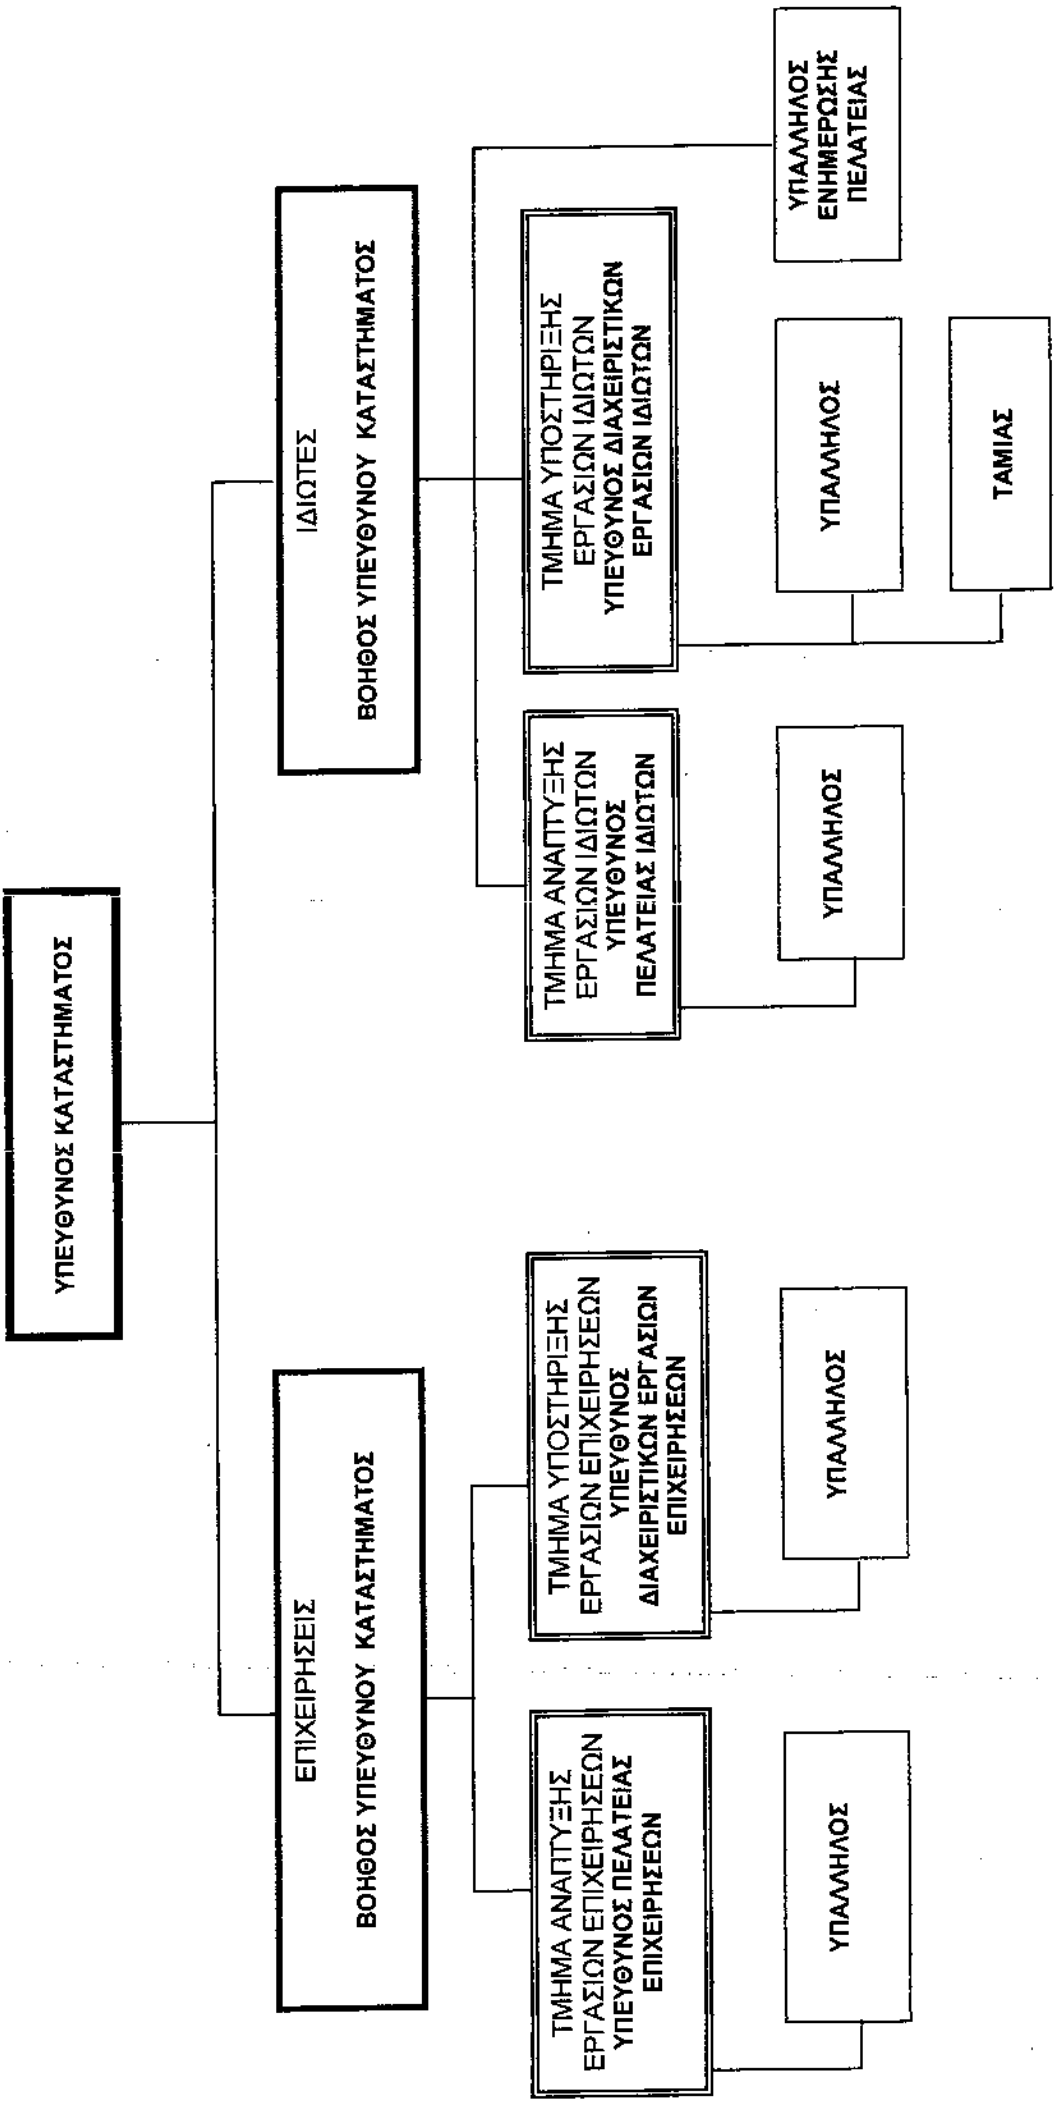 ΥΠΕΥΘΥΝΟΣ ΚΑΤΑΣΤΗΜΑΤΟΣ
ΕΠΙΧΕΙΡΗΣΕΙΣ
ΒΟΗΘΟΣ ΥΠΕΥΘΥΝΟΥ ΚΑΤΑΣΤΗΜΑΤΟΣ
ΙΔΙΩΤΕΣ
ΒΟΗΘΟΣ ΥΠΕΥΘΥΝΟΥ ΚΑΤΑΣΤΗΜΑΤΟΣ
ΤΜΗΜΑ ΑΝΑΠΤΥΞΗΣ
ΕΡΓΑΣΙΩΝ ΕΠΙΧΕΙΡΗΣΕΩΝ
ΥΠΕΥΘΥΝΟΣ ΠΕΛΑΤΕΙΑΣ
ΕΠΙΧΕΙΡΗΣΕΩΝ
ΤΜΗΜΑ ΥΠΟΣΤΗΡΙΞΗΣ
ΕΡΓΑΣΙΩΝ ΕΠΙΧΕΙΡΗΣΕΩΝ
ΥΠΕΥΘΥΝΟΣ
ΔΙΑΧΕΙΡΙΣΤΙΚΩΝ ΕΡΓΑΣΙΩΝ
ΕΠΙΧΕΙΡΗΣΕΩΝ
ΤΜΗΜΑ ΑΝΑΠΤΥΞΗΣ
ΕΡΓΑΣΙΩΝ ΙΔΙΩΤΩΝ
ΥΠΕΥΘΥΝΟΣ
ΠΕΛΑΤΕΙΑΣ ΙΔΙΩΤΩΝ
ΤΜΗΜΑ ΥΠΟΣΤΗΡΙΞΗΣ
ΕΡΓΑΣΙΩΝ ΙΔΙΩΤΩΝ
ΥΠΕΥΘΥΝΟΣ ΔΙΑΧΕΙΡΙΣΤΙΚΩΝ
ΕΡΓΑΣΙΩΝ ΙΔΙΩΤΩΝ
ΥΠΑΛΛΗΛΟΣ
ΥΠΑΛΛΗΛΟΣ
ΥΠΑΛΛΗΛΟΣ
ΥΠΑΛΛΗΛΟΣ
ΥΠΑΛΛΗΛΟΣ
ΕΝΗΜΕΡΩΣΗΣ
ΠΕΛΑΤΕΙΑΣ
ΤΑΜΙΑΣ